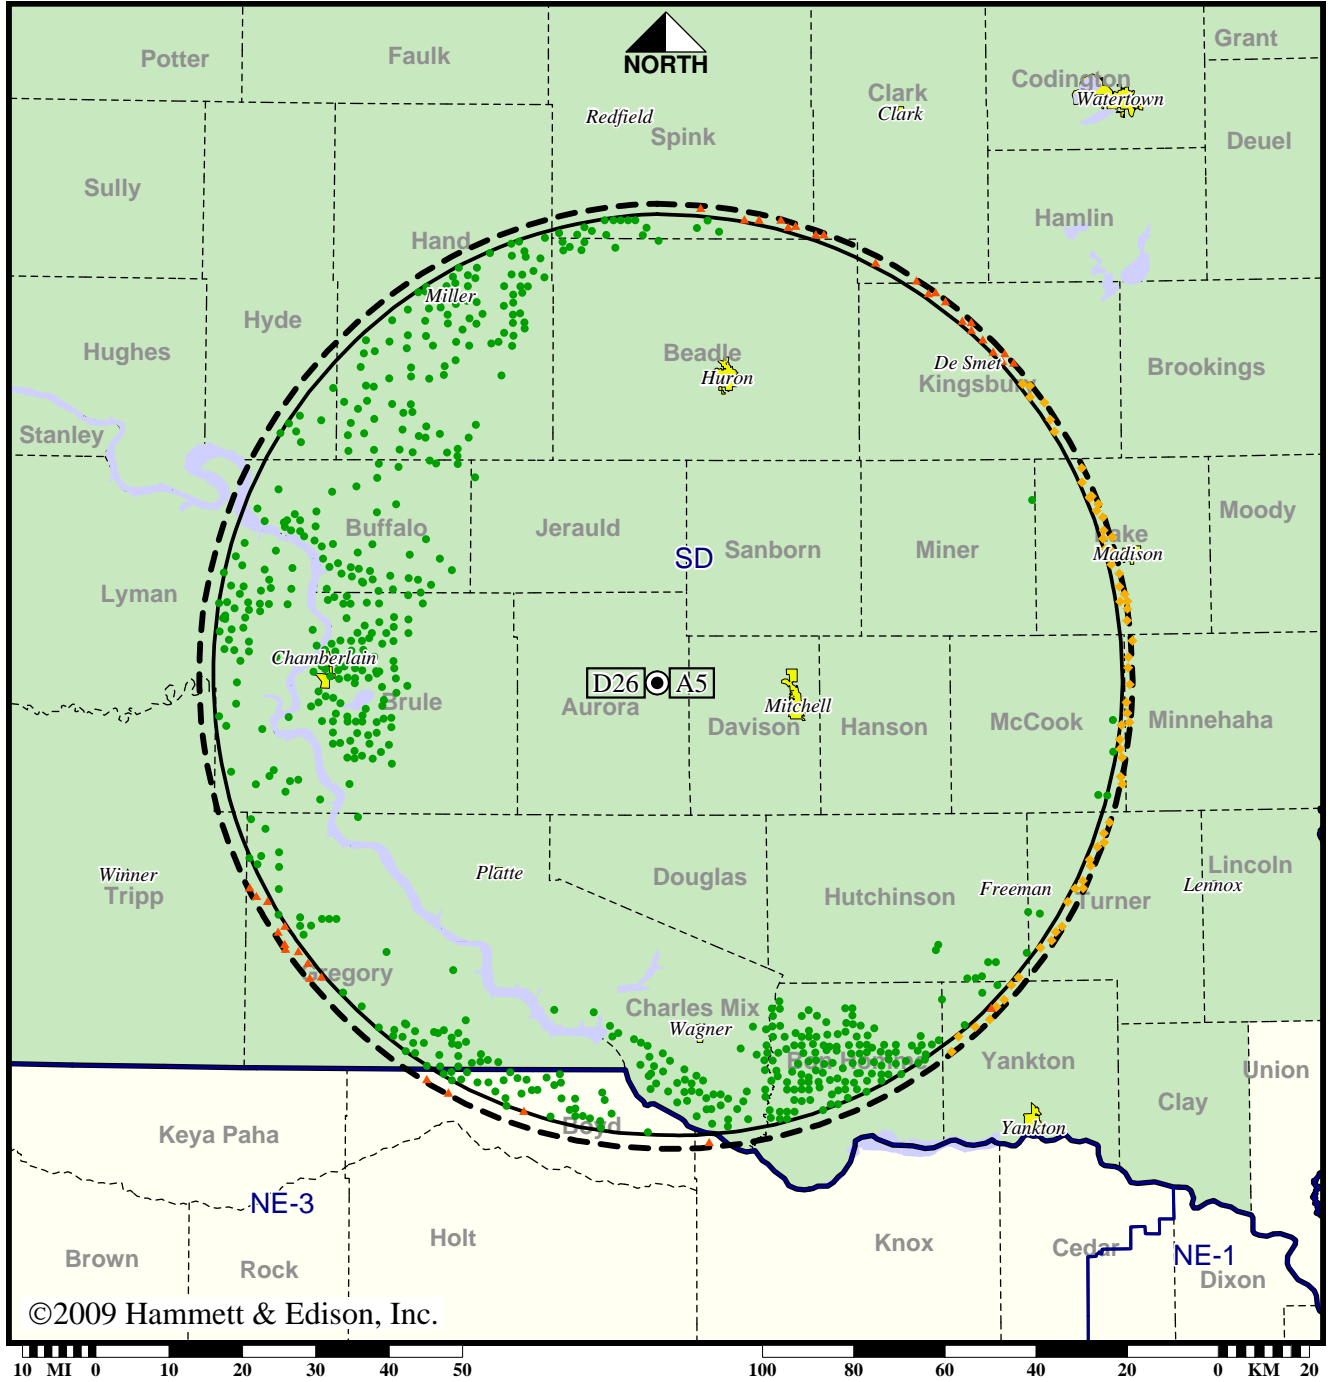 Potter
Faulk
Grant
NORTH
Redfield
Spink
Clark
Clark
Codington
Watertown
Deuel
Sully
Hand
Hamlin
Miller
Hyde
Hughes
Beadle
Huron
De Smet
Kingsbury
Brookings
Stanley
Buffalo
Jerauld
SD
Sanborn
Miner
Moody
Lake
Madison
Lyman
Chamberlain
Brule
Aurora
D26
A5
Mitchell
Davison
Hanson
McCook
Minnehaha
Winner
Tripp
Platte
Douglas
Hutchinson
Freeman
Turner
Lincoln
Lennox
Gregory
Charles Mix
Wagner
Bon Homme
Yankton
Union
Clay
Yankton
Keya Paha
Boyd
NE-3
Holt
Knox
Cedar
NE-1
Dixon
Brown
Rock
©2009 Hammett & Edison, Inc.
10 MI 0 10 20 30 40 50
100 80 60 40 20 0 KM 20